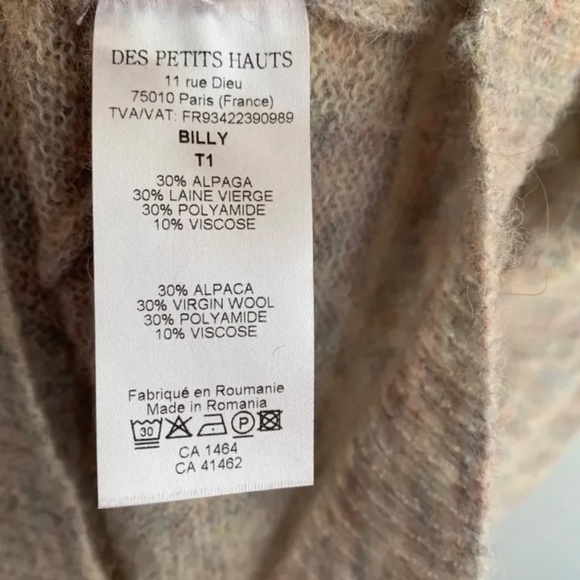 DES PETITS HAUTS
11 rue Dieu
75010 Paris (France)
TVA/VAT: FR93422390989
BILLY
T1
30% ALPAGA
30% LAINE VIERGE
30% POLYAMIDE
10% VISCOSE
30% ALPACA
30% VIRGIN WOOL
30% POLYAMIDE
10% VISCOSE
Fabriqué en Roumanie
Made in Romania
30 P
CA 1464
CA 41462